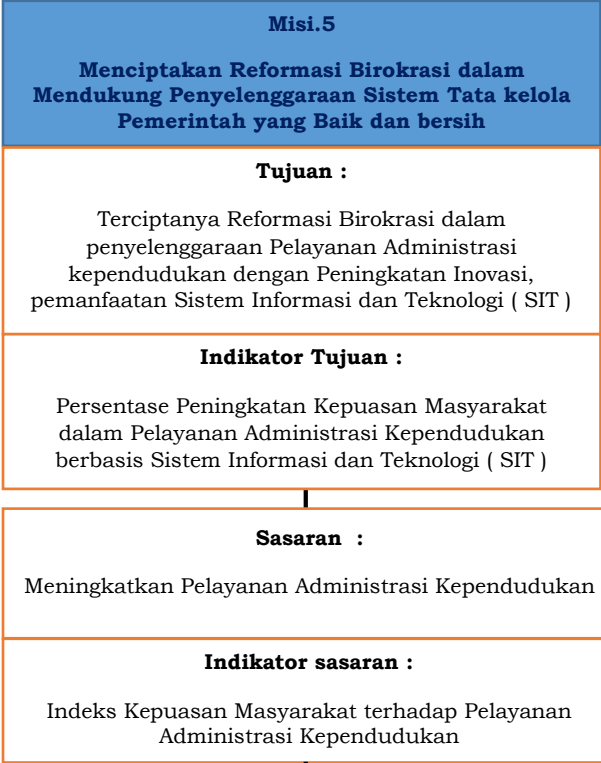 Misi.5
Menciptakan Reformasi Birokrasi dalam
Mendukung Penyelenggaraan Sistem Tata kelola
Pemerintah yang Baik dan bersih
Tujuan :
Terciptanya Reformasi Birokrasi dalam
penyelenggaraan Pelayanan Administrasi
kependudukan dengan Peningkatan Inovasi,
pemanfaatan Sistem Informasi dan Teknologi ( SIT )
Indikator Tujuan :
Persentase Peningkatan Kepuasan Masyarakat
dalam Pelayanan Administrasi Kependudukan
berbasis Sistem Informasi dan Teknologi ( SIT )
Sasaran :
Meningkatkan Pelayanan Administrasi Kependudukan
Indikator sasaran :
Indeks Kepuasan Masyarakat terhadap Pelayanan
Administrasi Kependudukan